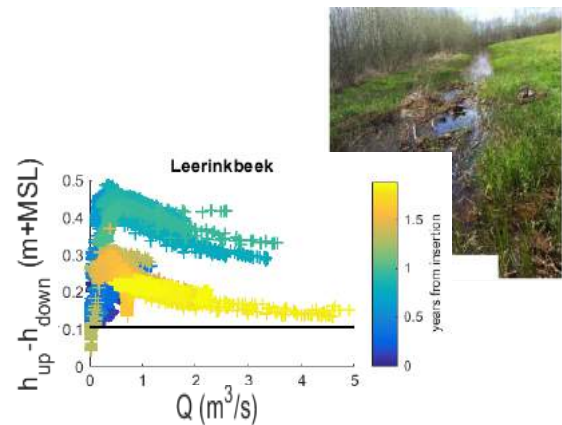 Leerinkbeek
h_up-h_down (m+MSL)
0.5
0.4
0.3
0.2
0.1
0
0 1 2 3 4 5
Q (m^3/s)
1.5
1
0.5
0
years from insertion